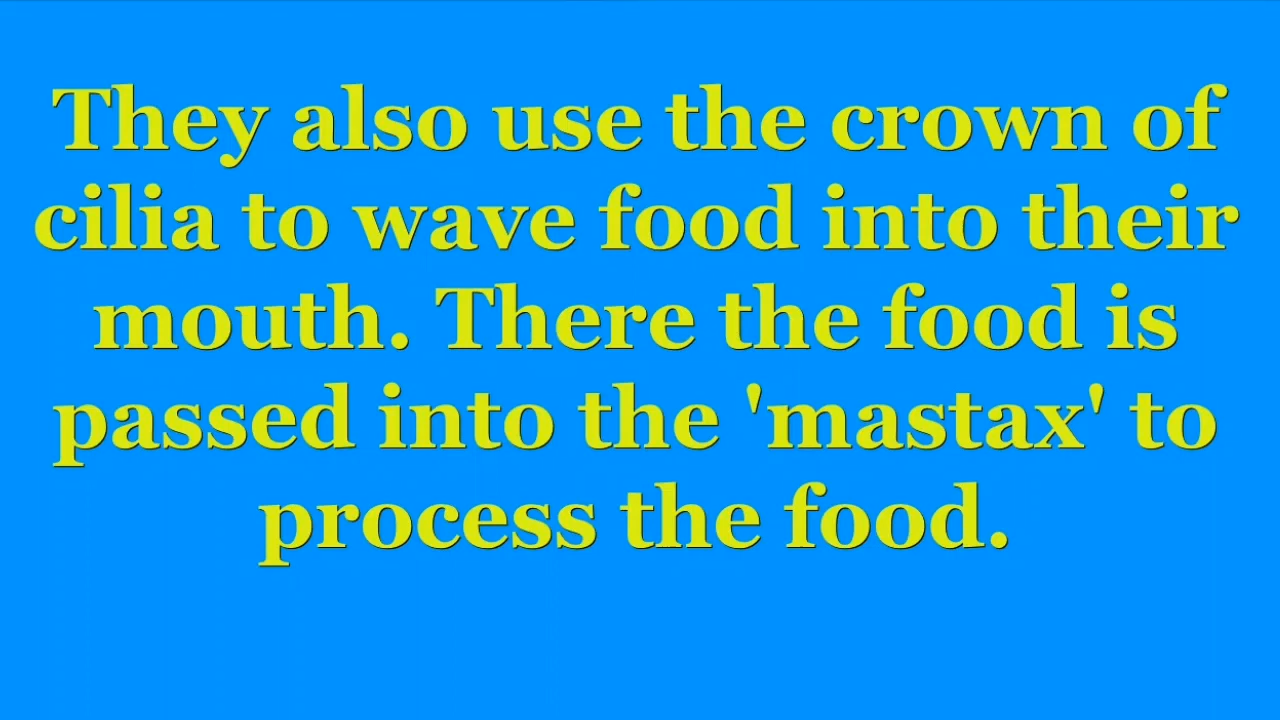 They also use the crown of
cilia to wave food into their
mouth. There the food is
passed into the 'mastax' to
process the food.